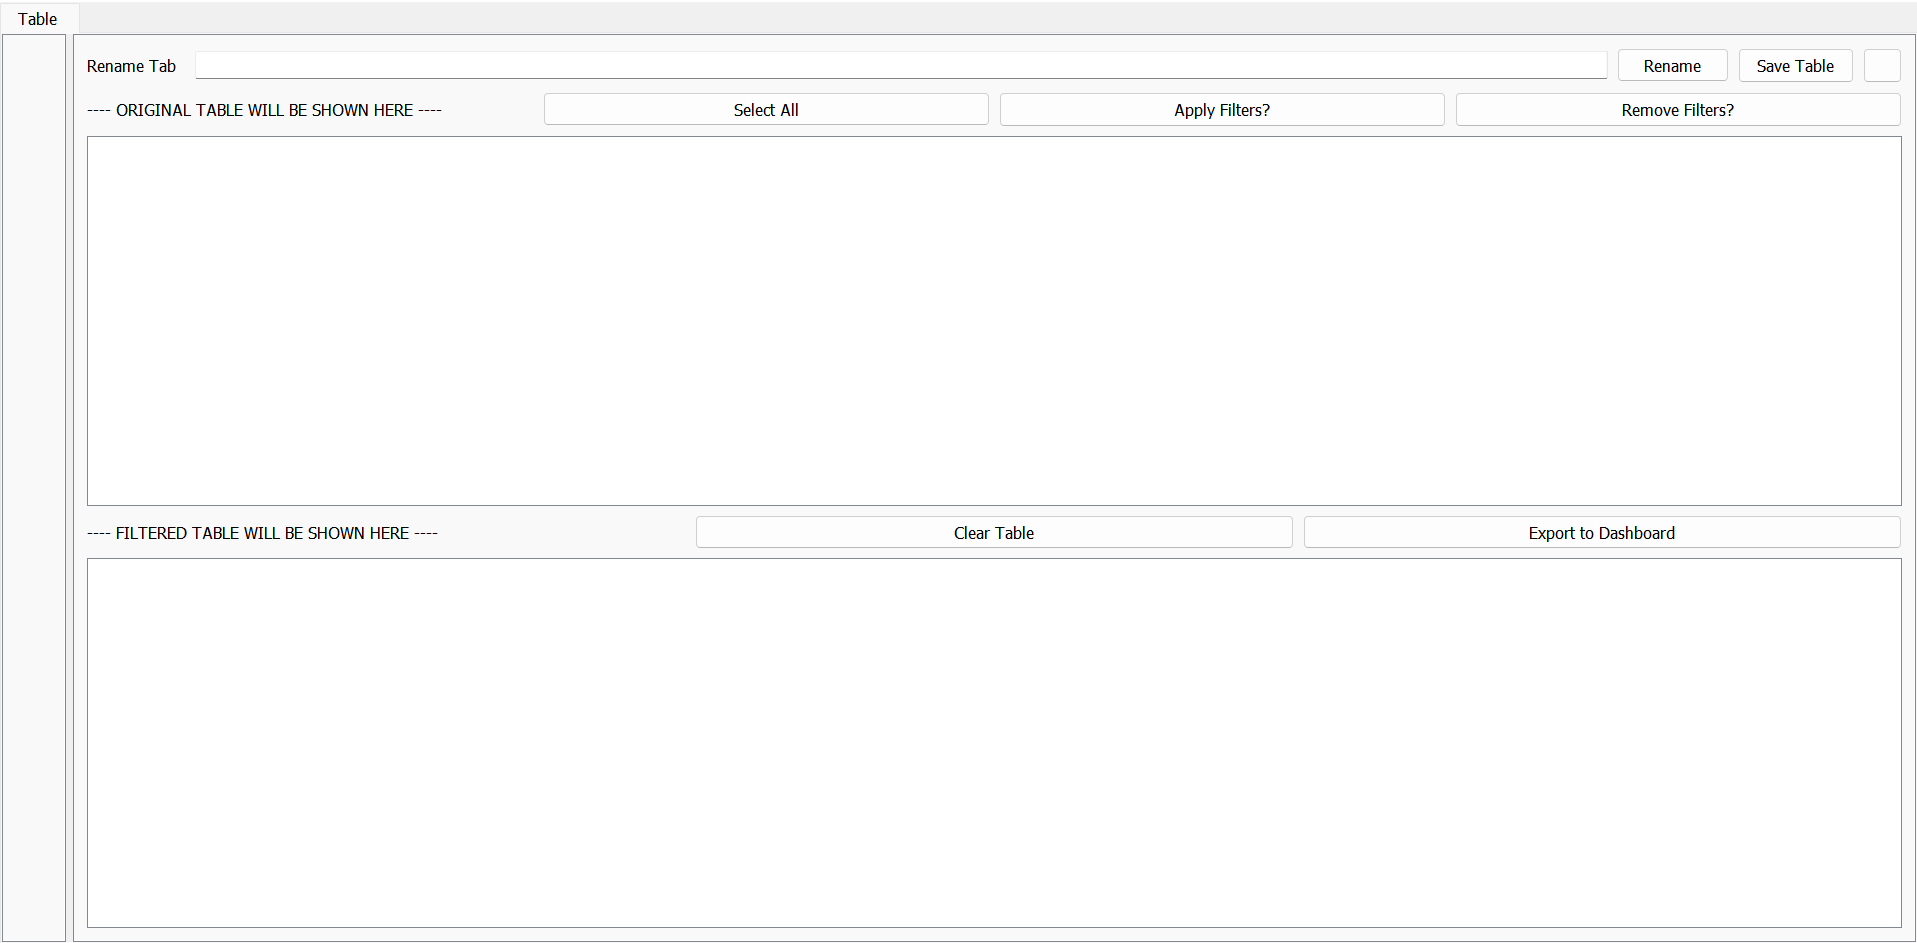 Table
Rename Tab Rename Save Table
---- ORIGINAL TABLE WILL BE SHOWN HERE ---- Select All Apply Filters? Remove Filters?
---- FILTERED TABLE WILL BE SHOWN HERE ---- Clear Table Export to Dashboard